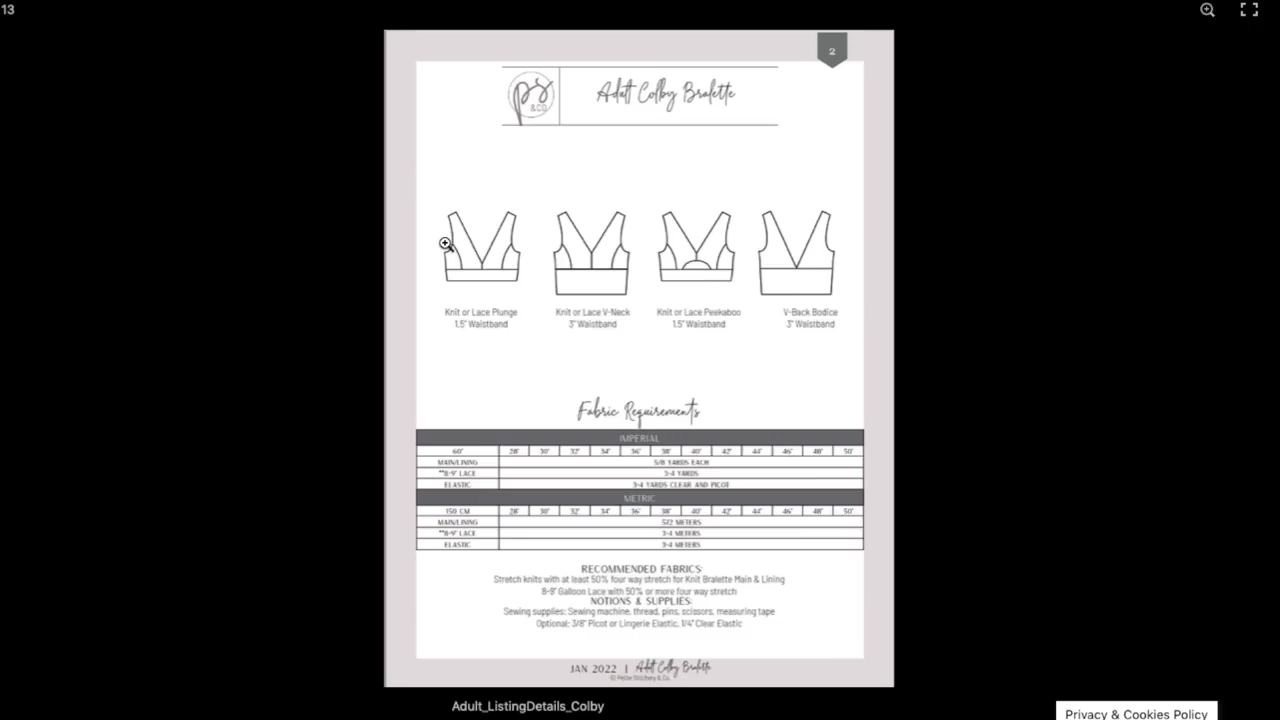 13
2
ps
&CO.
Adult Colby Bralette
Knit or Lace Plunge
1.5" Waistband
Knit or Lace V-Neck
3" Waistband
Knit or Lace Peekaboo
1.5" Waistband
V-Back Bodice
3" Waistband
Fabric Requirements
IMPERIAL
60" 28" 30" 32" 34" 36" 38" 40" 42" 44" 46" 48" 50"
MAIN/LINING 5/8 YARDS EACH
**8-9" LACE 3-4 YARDS
ELASTIC 3-4 YARDS CLEAR AND PICOT
METRIC
150 CM 28" 30" 32" 34" 36" 38" 40" 42" 44" 46" 48" 50"
MAIN/LINING METERS
**8-9" LACE 3-4 METERS
ELASTIC 3-4 METERS
RECOMMENDED FABRICS:
Stretch knits with at least 50% four way stretch for Knit Bralette Main & Lining
8-9" Galloon Lace with 50% or more four way stretch
NOTIONS & SUPPLIES:
Sewing supplies: Sewing machine, thread, pins, scissors, measuring tape
Optional: 3/8" Picot or Lingerie Elastic, 1/4" Clear Elastic
JAN 2022 | Adult Colby Bralette
© Petite Stitchery & Co.
Adult_ListingDetails_Colby
Privacy & Cookies Policy